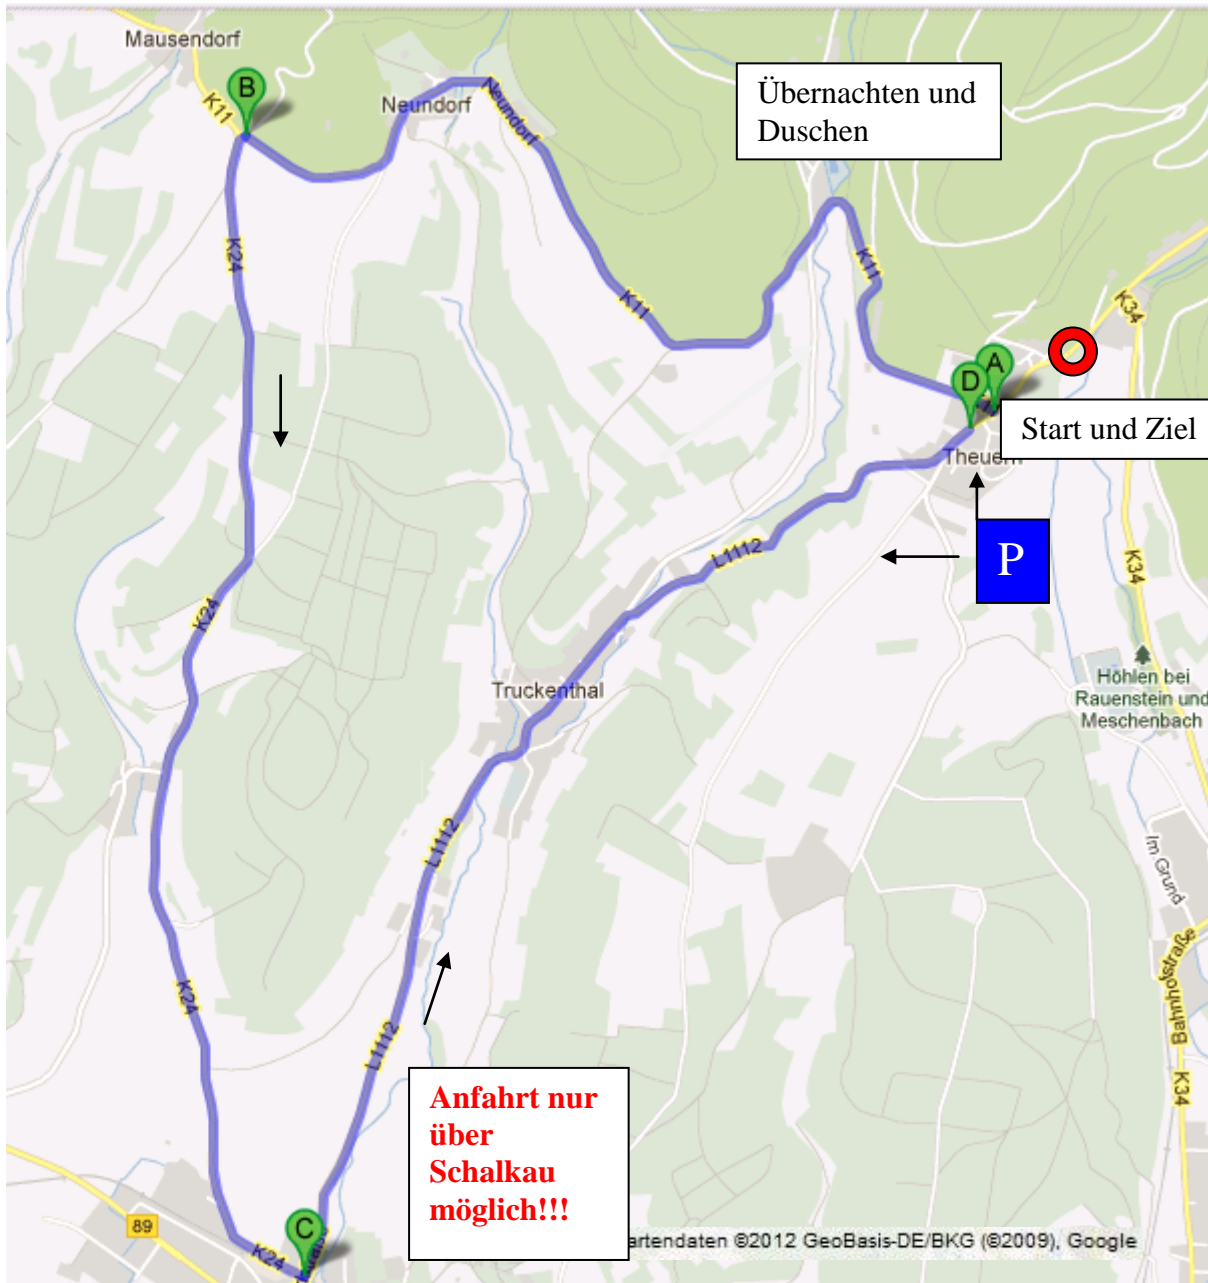 Mausendorf
B
K11
Neundorf
Neundorf
Übernachten und
Duschen
K24
K11
K11
K34
A
D
Start und Ziel
Theuern
P
L1112
K34
K24
Truckenthal
Höhlen bei
Rauenstein und
Meschenbach
L1112
Im Grund
K24
Bahnhofstraße
L1112
K34
Anfahrt nur
über
Schalkau
möglich!!!
89
C
K24
artendaten ©2012 GeoBasis-DE/BKG (©2009), Google